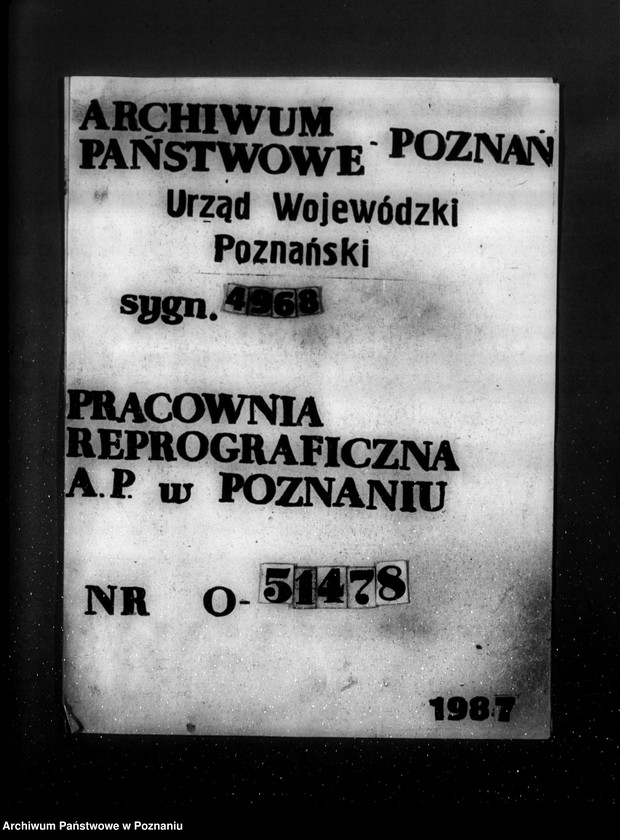 ARCHIWUM
PAŃSTWOWE - POZNAŃ
Urząd Wojewódzki
Poznański
sygn. 4968
PRACOWNIA
REPROGRAFICZNA
A.P. w POZNANIU
NR O-51478
1987
Archiwum Państwowe w Poznaniu